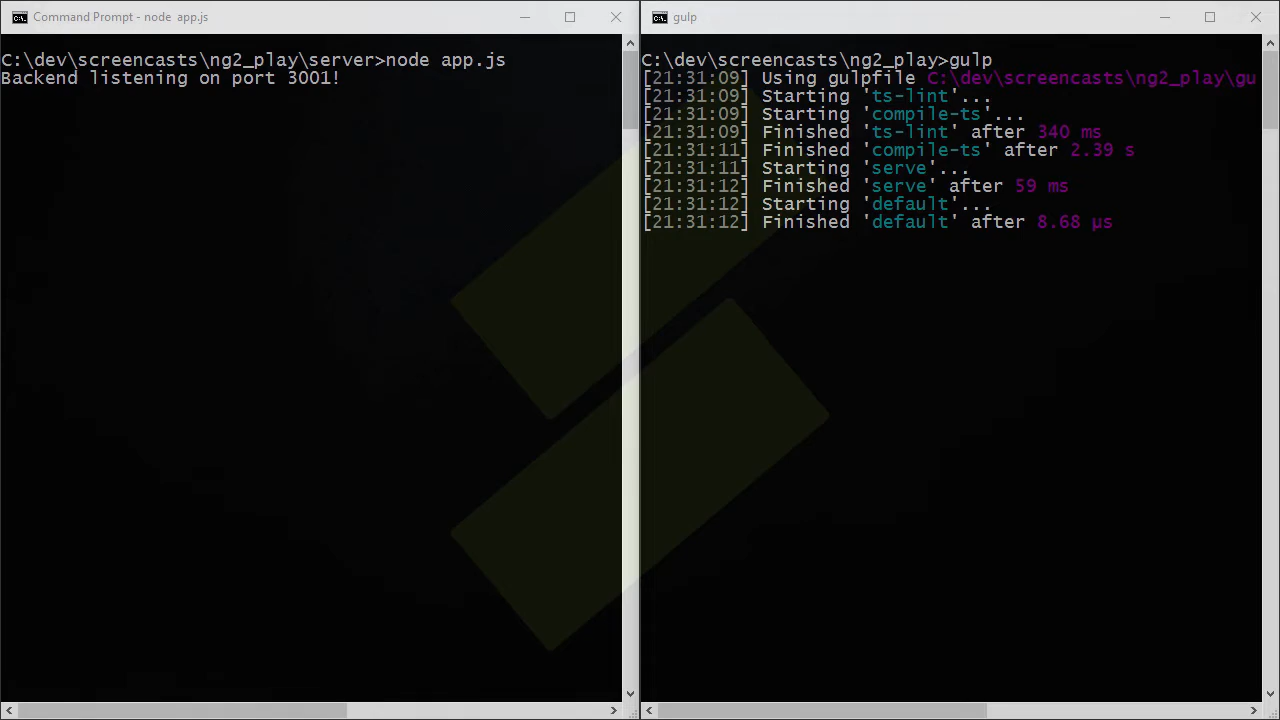 Command Prompt - node app.js
C:\dev\screencasts\ng2_play\server>node app.js
Backend listening on port 3001!
gulp
C:\dev\screencasts\ng2_play>gulp
[21:31:09] Using gulpfile C:\dev\screencasts\ng2_play\gu
[21:31:09] Starting 'ts-lint'...
[21:31:09] Starting 'compile-ts'...
[21:31:09] Finished 'ts-lint' after 340 ms
[21:31:11] Finished 'compile-ts' after 2.39 s
[21:31:11] Starting 'serve'...
[21:31:12] Finished 'serve' after 59 ms
[21:31:12] Starting 'default'...
[21:31:12] Finished 'default' after 8.68 μs